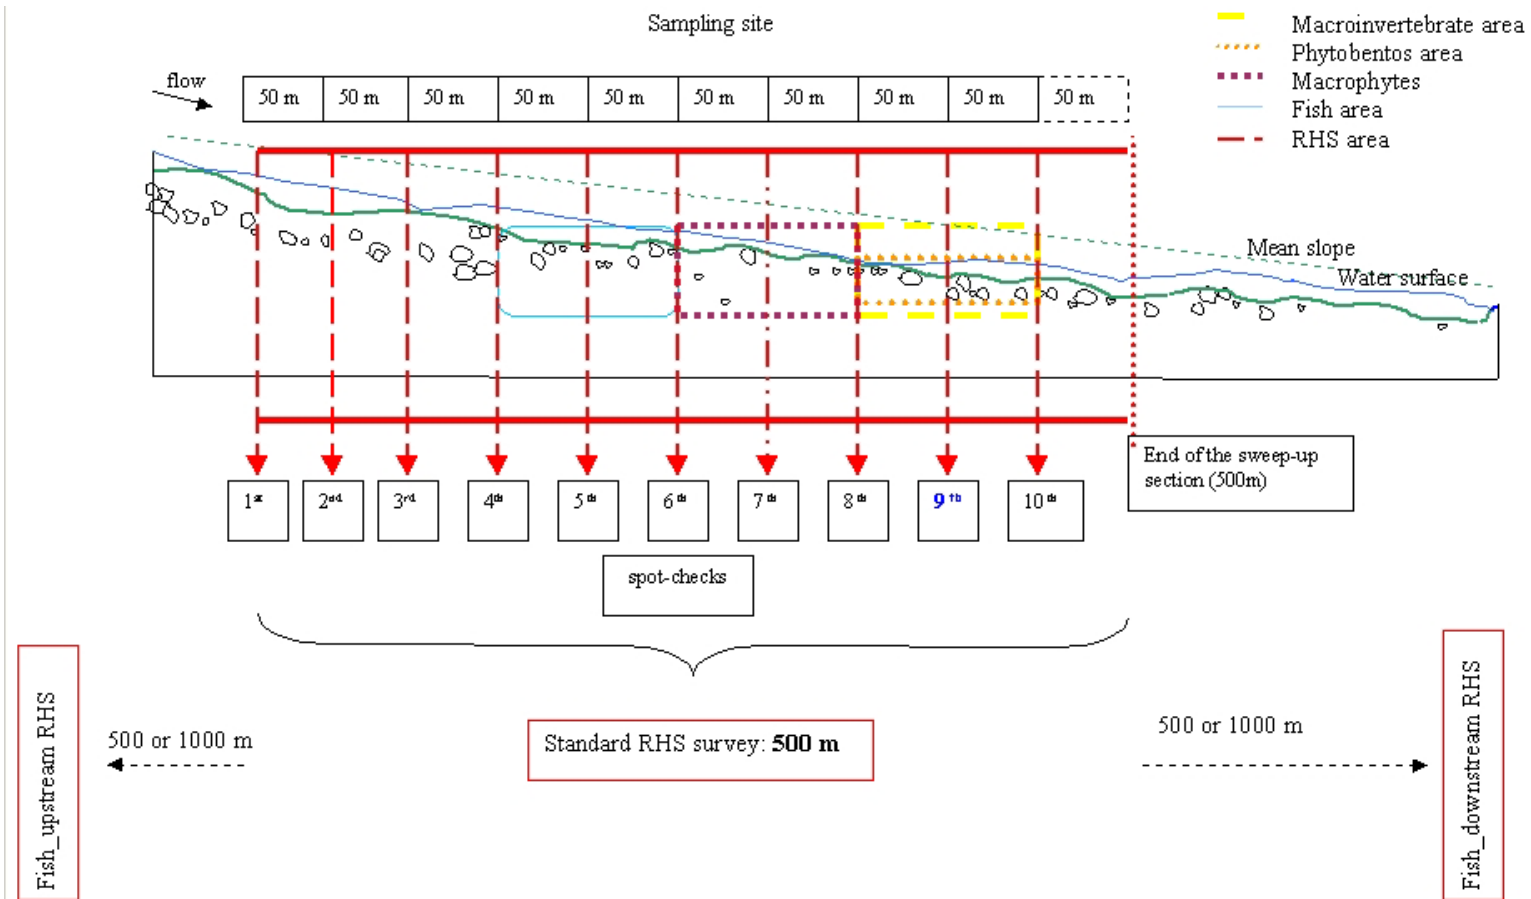 Sampling site
Macroinvertebrate area
Phytobentos area
Macrophytes
Fish area
RHS area
flow
50 m 50 m 50 m 50 m 50 m 50 m 50 m 50 m 50 m 50 m
Mean slope
Water surface
End of the sweep-up
section (500m)
1st 2nd 3rd 4th 5th 6th 7th 8th 9th 10th
spot-checks
Fish_upstream RHS
500 or 1000 m
Standard RHS survey: 500 m
500 or 1000 m
Fish_downstream RHS